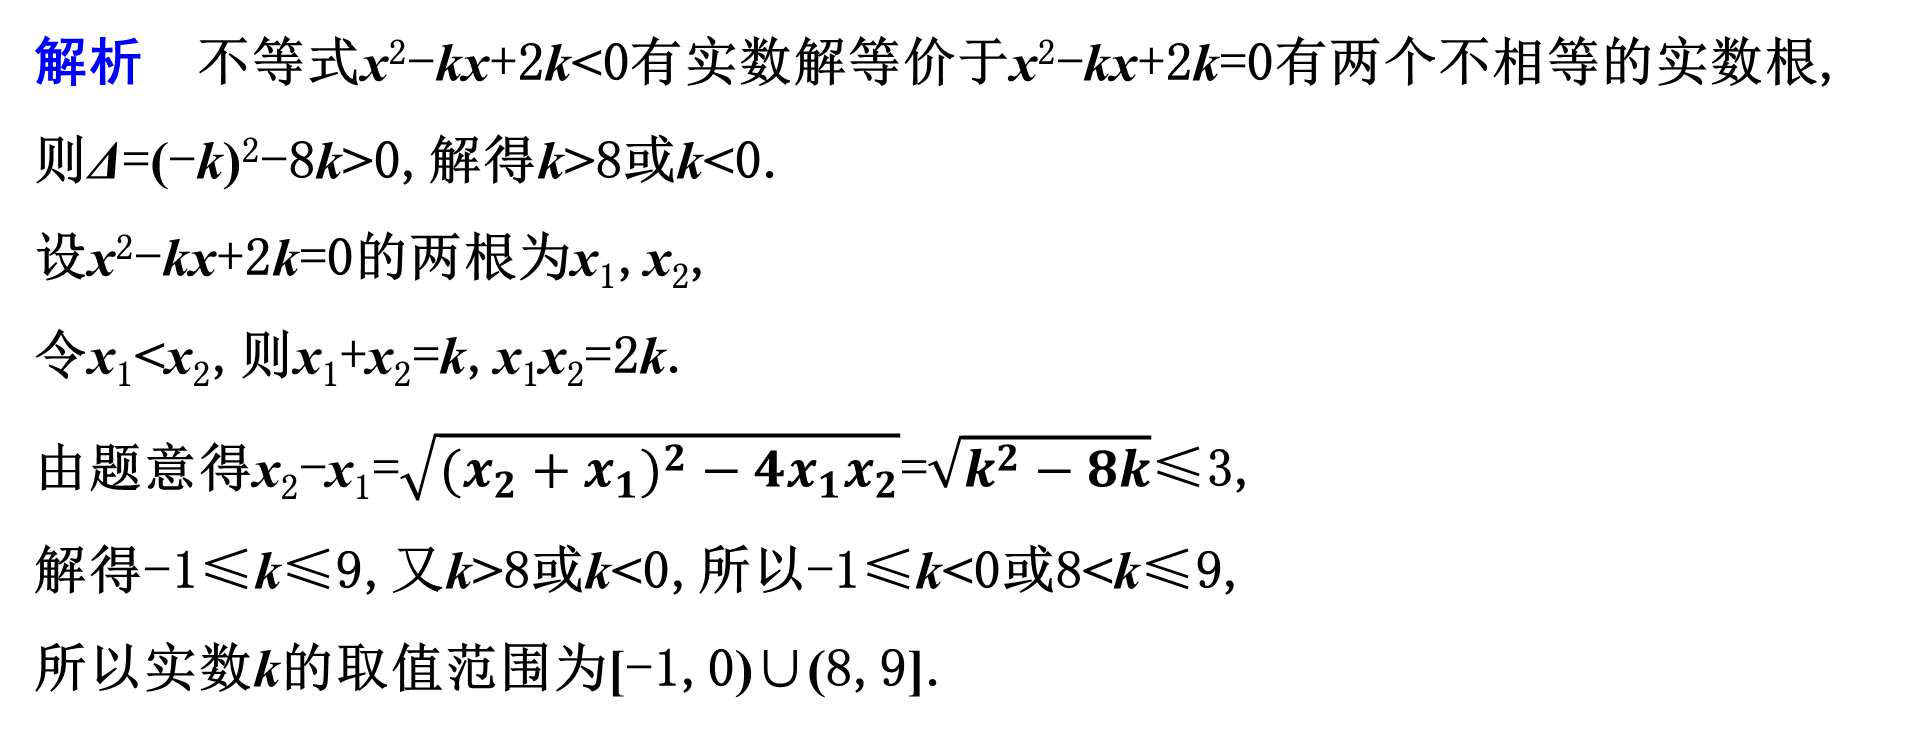 解析 不等式x²−kx+2k<0有实数解等价于x²−kx+2k=0有两个不相等的实数根,
则Δ=(−k)²−8k>0, 解得k>8或k<0.
设x²−kx+2k=0的两根为x₁, x₂,
令x₁<x₂, 则x₁+x₂=k, x₁x₂=2k.
由题意得x₂−x₁=√((x₂ + x₁)² − 4x₁x₂)=√(k² − 8k)≤3,
解得−1≤k≤9, 又k>8或k<0, 所以−1≤k<0或8<k≤9,
所以实数k的取值范围为[−1, 0)∪(8, 9].